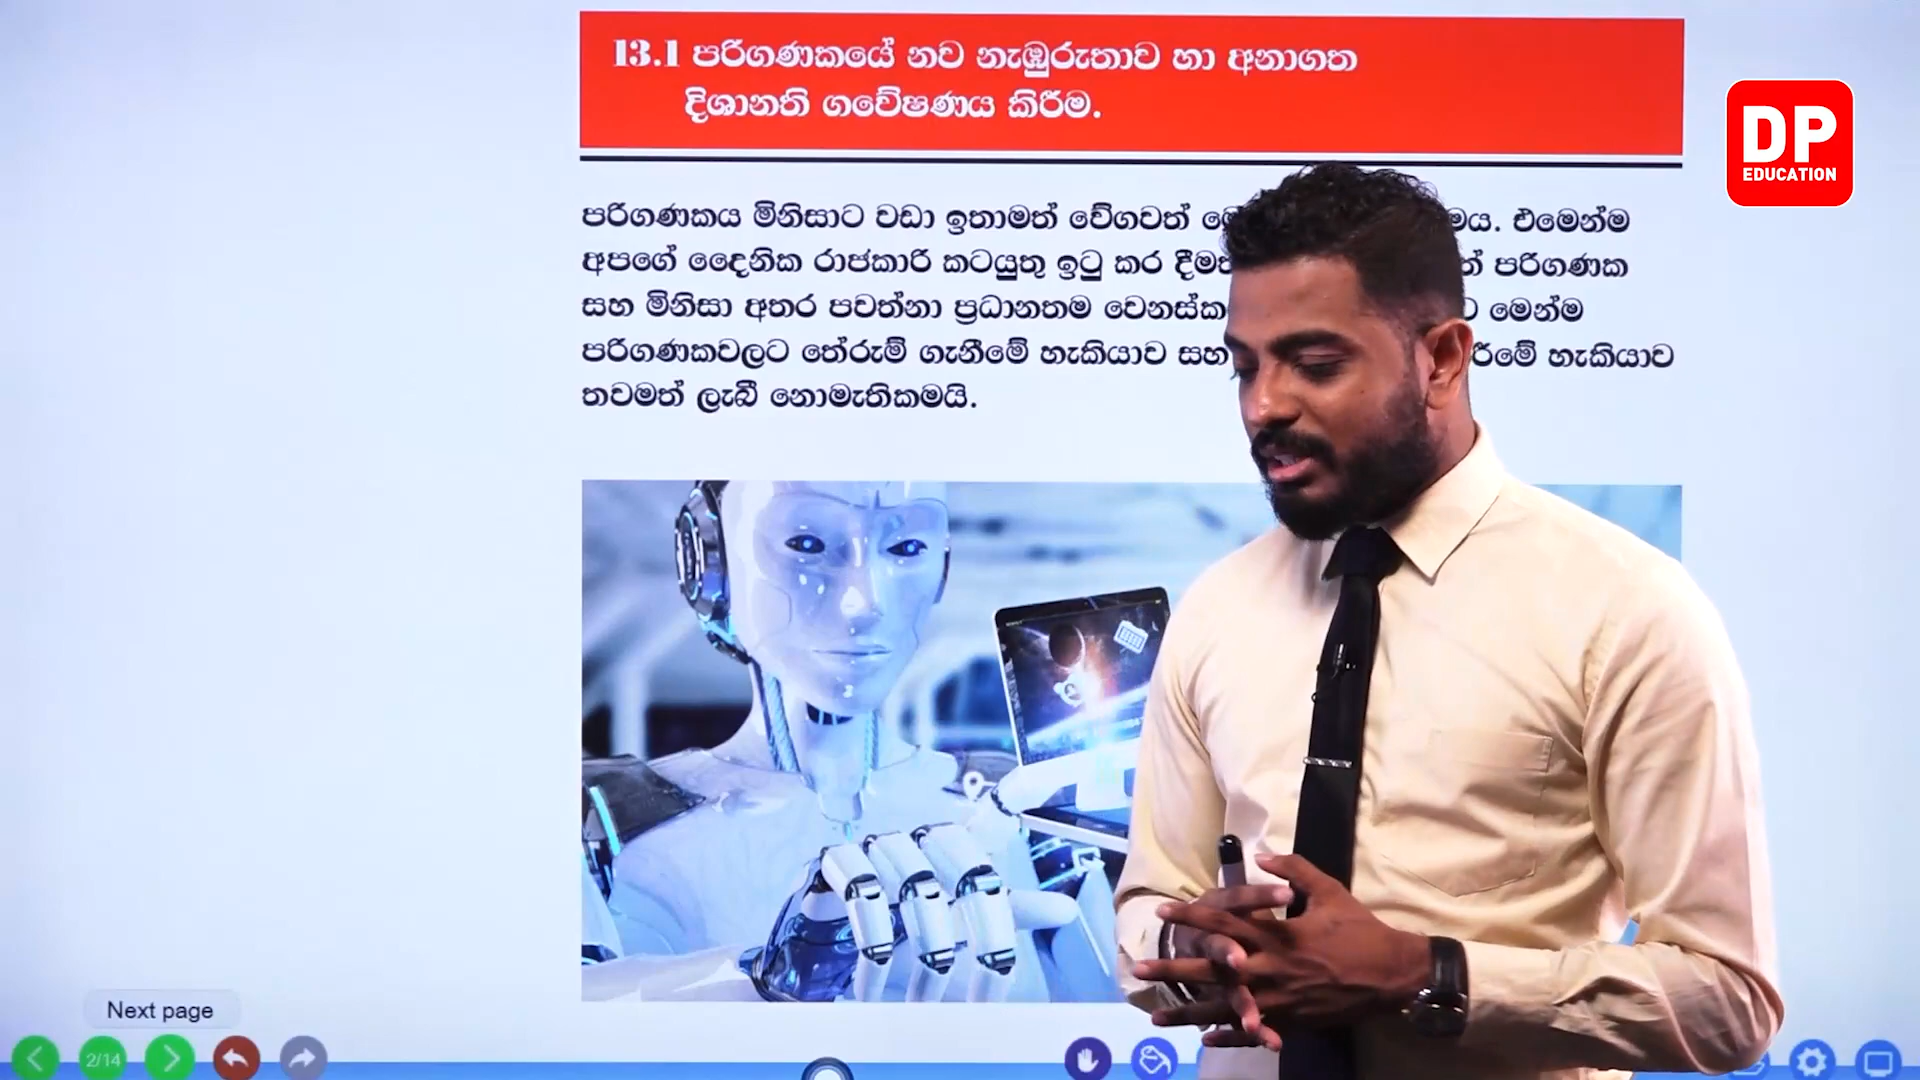 13.1 පරිගණකයේ නව නැඹුරුතාව හා අනාගත
දිශානති ගවේෂණය කිරීම.
DP
EDUCATION
පරිගණකය මිනිසාට වඩා ඉතාමත් වේගවත් එමෙන්ම
අපගේ දෛනික රාජකාරී කටයුතු ඉටු කර පරිගණක
සහ මිනිසා අතර පවත්නා ප්‍රධානතම මෙන්ම
පරිගණකවලට තේරුම් ගැනීමේ හැකියාව සහ හැකියාව
තවමත් ලැබී නොමැතිකමයි.
Next page
2/14